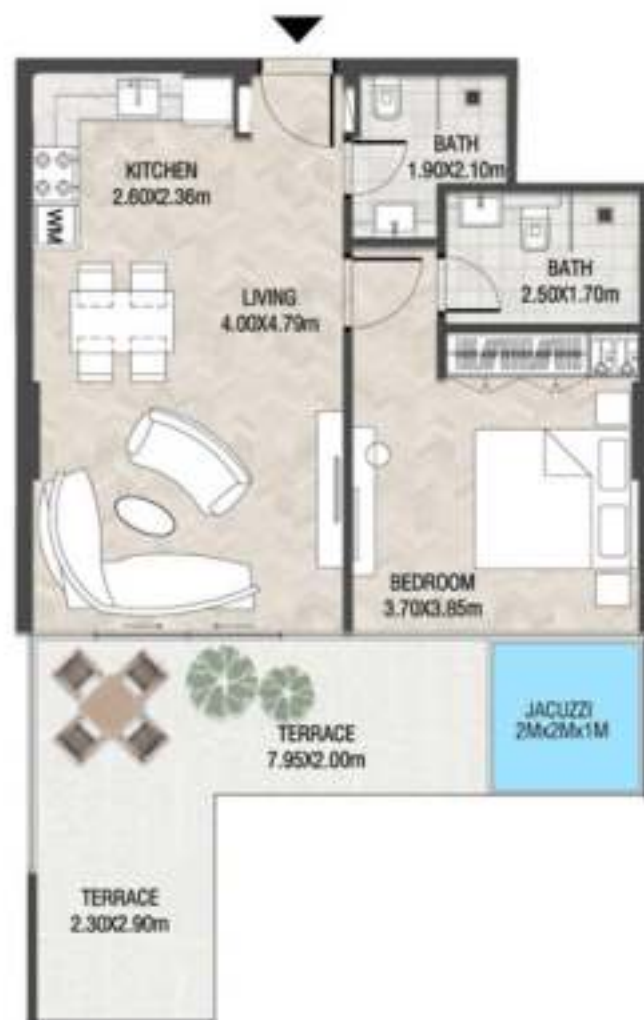 BATH
1.90X2.10m
KITCHEN
2.60X2.36m
WM
BATH
2.50X1.70m
LIVING
4.00X4.79m
BEDROOM
3.70X3.85m
JACUZZI
2Mx2Mx1M
TERRACE
7.95X2.00m
TERRACE
2.30X2.90m